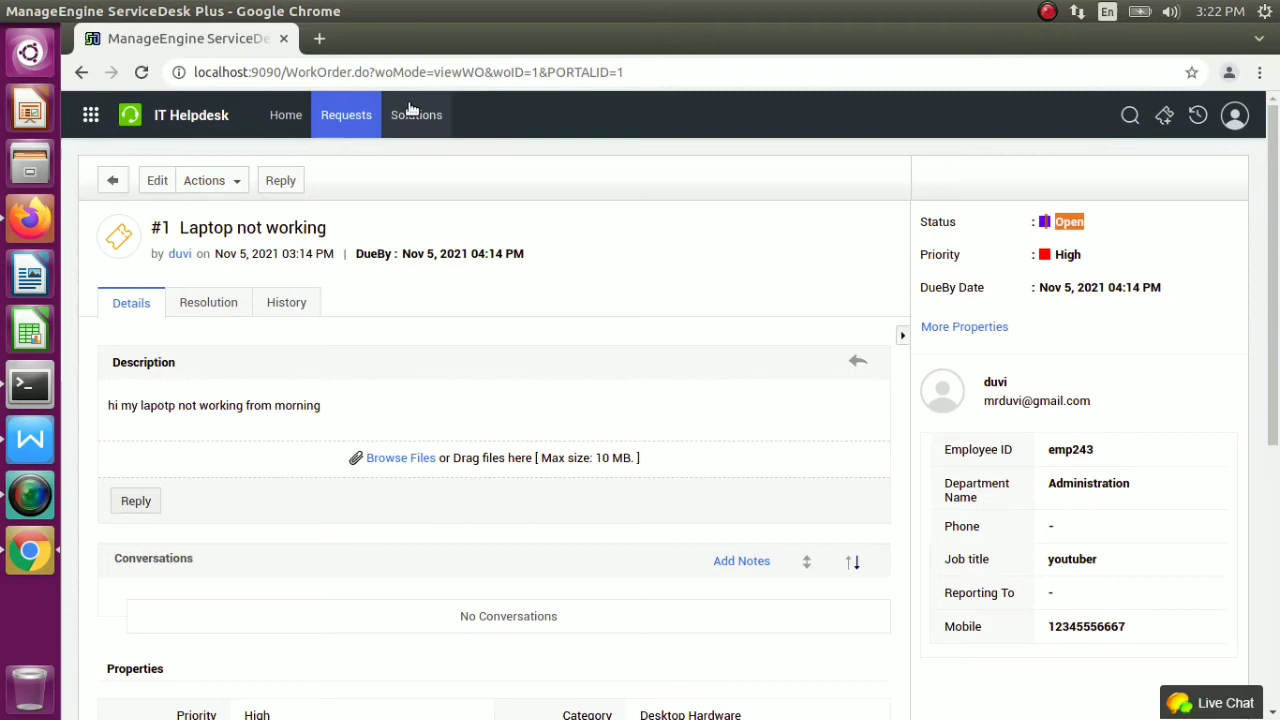 ManageEngine ServiceDesk Plus - Google Chrome
En
3:22 PM
ManageEngine ServiceDe
localhost:9090/WorkOrder.do?woMode=viewWO&woID=1&PORTALID=1
IT Helpdesk
Home
Requests
Solutions
Edit
Actions
Reply
#1 Laptop not working
by duvi on Nov 5, 2021 03:14 PM | DueBy : Nov 5, 2021 04:14 PM
Details
Resolution
History
Description
hi my lapotp not working from morning
Browse Files or Drag files here [ Max size: 10 MB. ]
Reply
Conversations
Add Notes
No Conversations
Properties
Priority High
Category Desktop Hardware
Status : Open
Priority : High
DueBy Date : Nov 5, 2021 04:14 PM
More Properties
duvi
mrduvi@gmail.com
Employee ID emp243
Department Name Administration
Phone -
Job title youtuber
Reporting To -
Mobile 12345556667
Live Chat